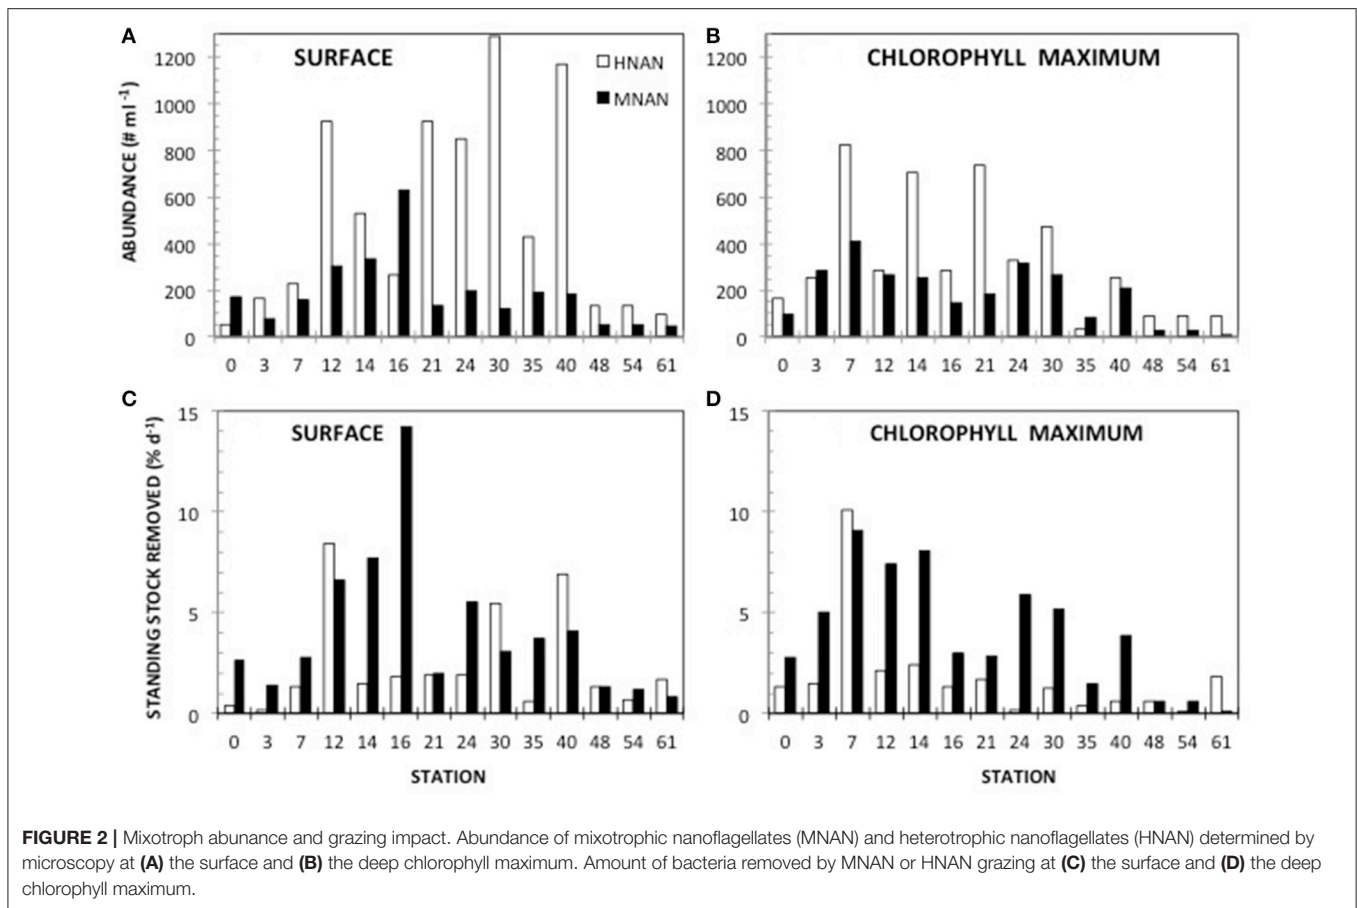 A
SURFACE
HNAN
MNAN
ABUNDANCE (# ml-1)
1200
1000
800
600
400
200
0
0 3 7 12 14 16 21 24 30 35 40 48 54 61
B
CHLOROPHYLL MAXIMUM
1200
1000
800
600
400
200
0
0 3 7 12 14 16 21 24 30 35 40 48 54 61
C
SURFACE
STANDING STOCK REMOVED (% d-1)
15
10
5
0
0 3 7 12 14 16 21 24 30 35 40 48 54 61
STATION
D
CHLOROPHYLL MAXIMUM
15
10
5
0
0 3 7 12 14 16 21 24 30 35 40 48 54 61
STATION
FIGURE 2 | Mixotroph abunance and grazing impact. Abundance of mixotrophic nanoflagellates (MNAN) and heterotrophic nanoflagellates (HNAN) determined by
microscopy at (A) the surface and (B) the deep chlorophyll maximum. Amount of bacteria removed by MNAN or HNAN grazing at (C) the surface and (D) the deep
chlorophyll maximum.